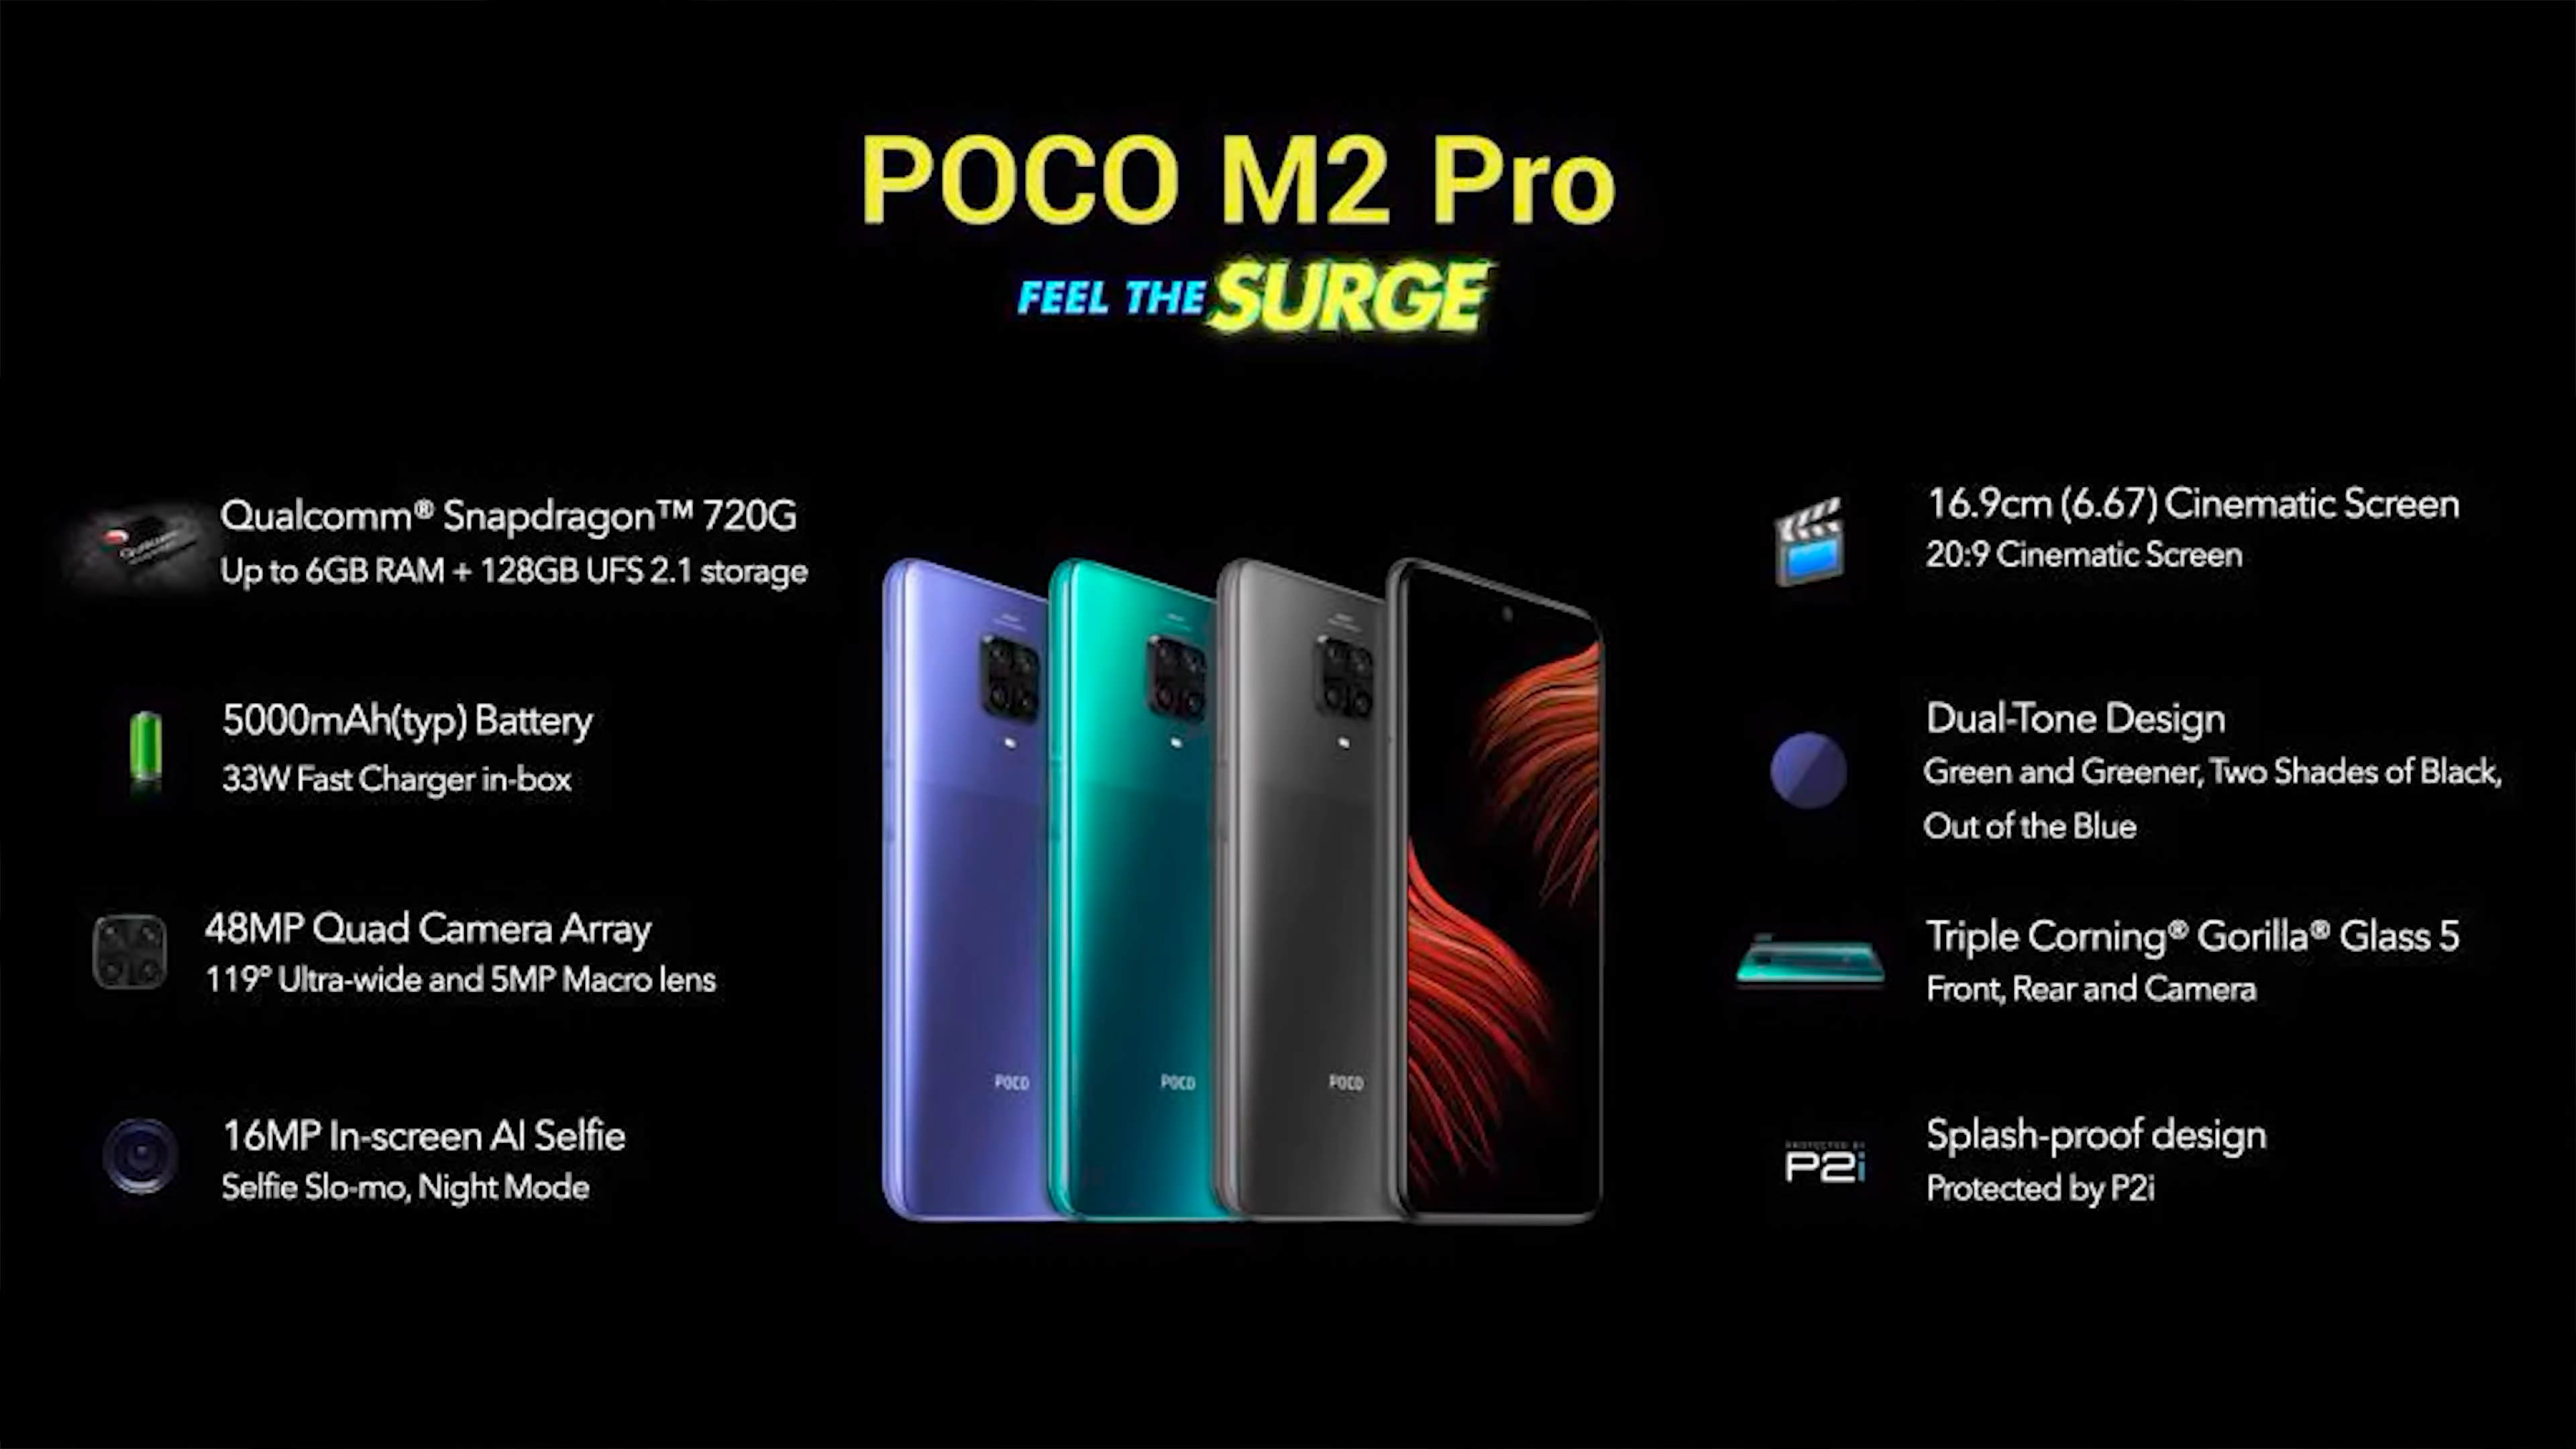 POCO M2 Pro
FEEL THE SURGE
Qualcomm® Snapdragon™ 720G
Up to 6GB RAM + 128GB UFS 2.1 storage
5000mAh(typ) Battery
33W Fast Charger in-box
48MP Quad Camera Array
119° Ultra-wide and 5MP Macro lens
16MP In-screen AI Selfie
Selfie Slo-mo, Night Mode
POCO
POCO
POCO
16.9cm (6.67) Cinematic Screen
20:9 Cinematic Screen
Dual-Tone Design
Green and Greener, Two Shades of Black,
Out of the Blue
Triple Corning® Gorilla® Glass 5
Front, Rear and Camera
PROTECTED BY
P2i
Splash-proof design
Protected by P2i